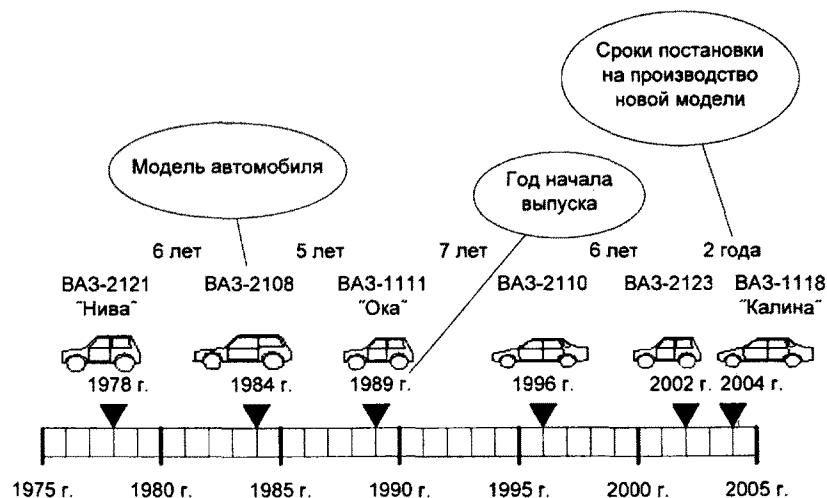 Сроки постановки
на производство
новой модели
Модель автомобиля
Год начала
выпуска
6 лет 5 лет 7 лет 6 лет 2 года
ВАЗ-2121 ВАЗ-2108 ВАЗ-1111 ВАЗ-2110 ВАЗ-2123 ВАЗ-1118
"Нива" "Ока" "Калина"
1978 г. 1984 г. 1989 г. 1996 г. 2002 г. 2004 г.
1975 г. 1980 г. 1985 г. 1990 г. 1995 г. 2000 г. 2005 г.